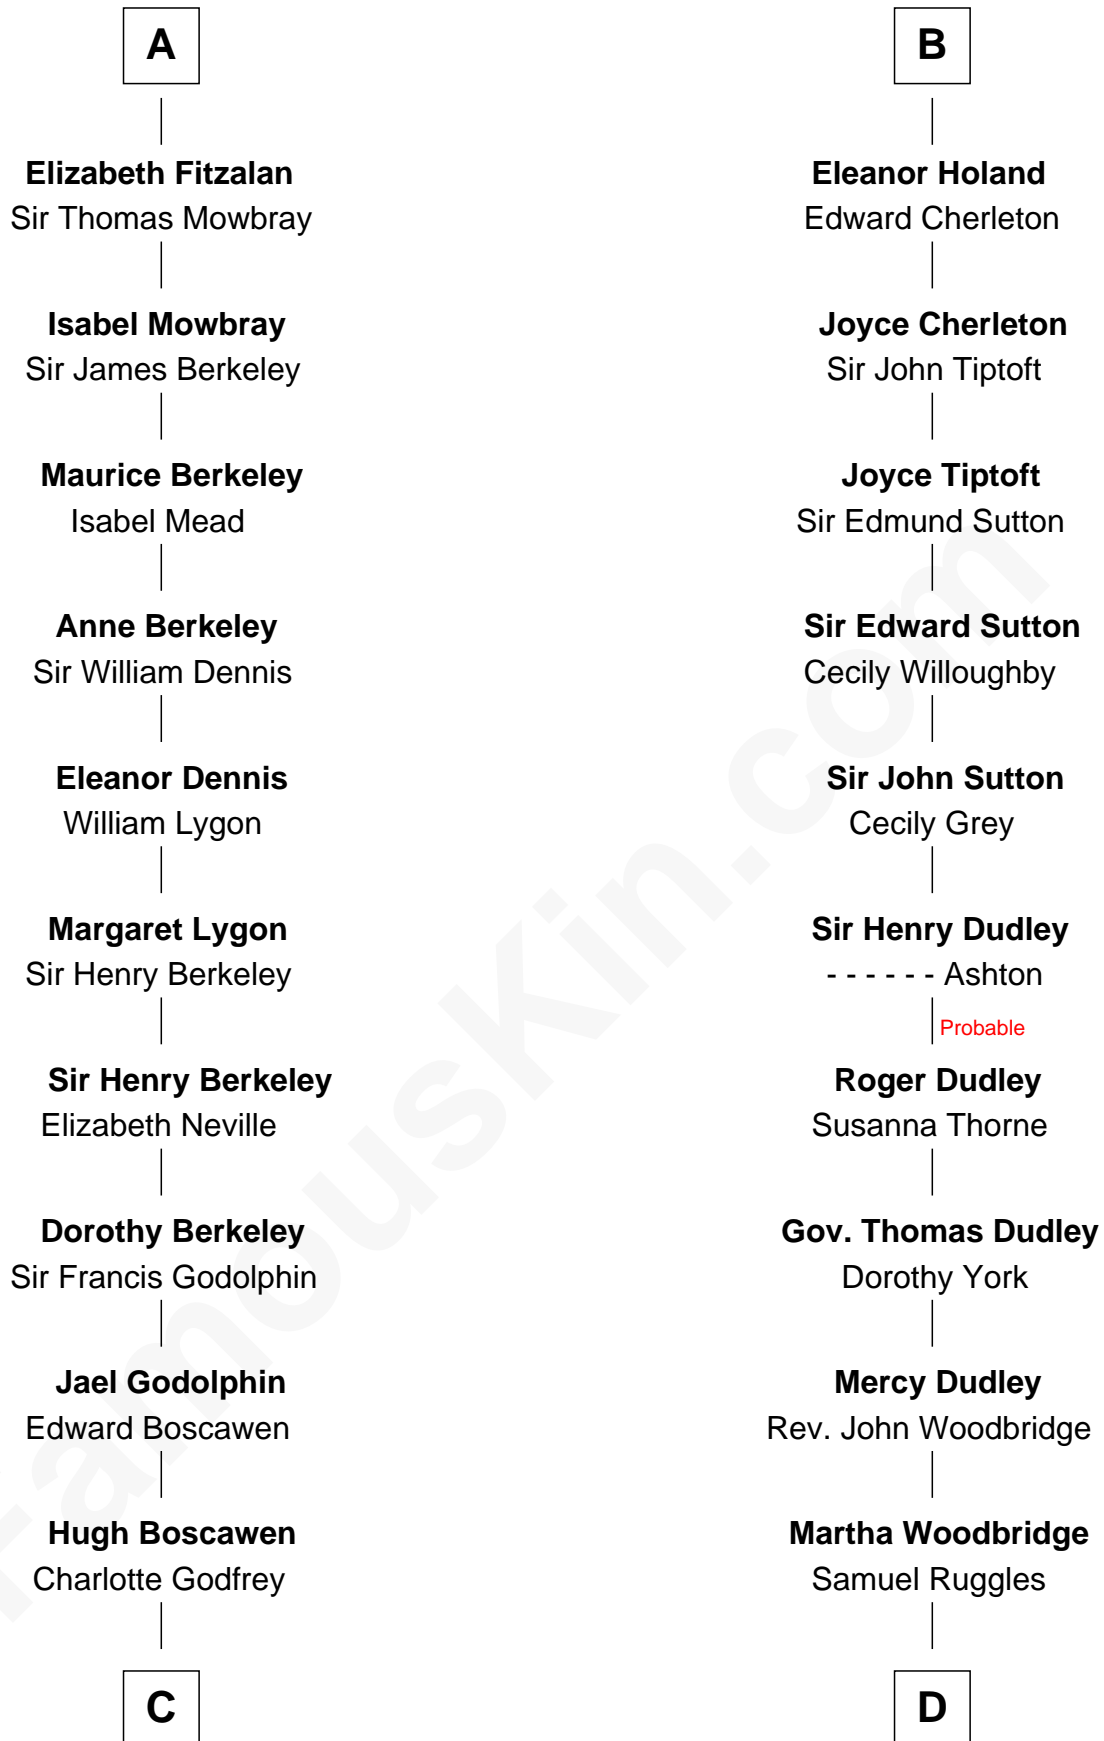 A
Elizabeth Fitzalan
Sir Thomas Mowbray
Isabel Mowbray
Sir James Berkeley
Maurice Berkeley
Isabel Mead
Anne Berkeley
Sir William Dennis
Eleanor Dennis
William Lygon
Margaret Lygon
Sir Henry Berkeley
Sir Henry Berkeley
Elizabeth Neville
Dorothy Berkeley
Sir Francis Godolphin
Jael Godolphin
Edward Boscawen
Hugh Boscawen
Charlotte Godfrey
C
B
Eleanor Holand
Edward Cherleton
Joyce Cherleton
Sir John Tiptoft
Joyce Tiptoft
Sir Edmund Sutton
Sir Edward Sutton
Cecily Willoughby
Sir John Sutton
Cecily Grey
Sir Henry Dudley
- - - - - - Ashton
Probable
Roger Dudley
Susanna Thorne
Gov. Thomas Dudley
Dorothy York
Mercy Dudley
Rev. John Woodbridge
Martha Woodbridge
Samuel Ruggles
D
FamousKin.com